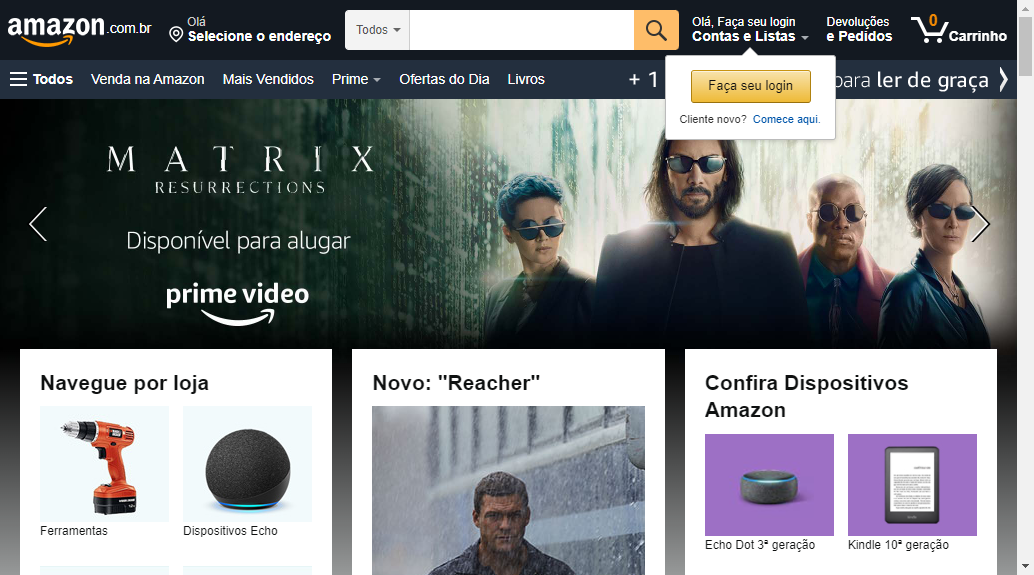 amazon.com.br
Olá
Selecione o endereço
Todos
Olá, Faça seu login
Contas e Listas
Devoluções
e Pedidos
0
Carrinho
Todos
Venda na Amazon
Mais Vendidos
Prime
Ofertas do Dia
Livros
+ 1
para ler de graça
Faça seu login
Cliente novo? Comece aqui.
MATRIX
RESURRECTIONS
Disponível para alugar
prime video
Navegue por loja
Ferramentas
Dispositivos Echo
Novo: "Reacher"
Confira Dispositivos
Amazon
Echo Dot 3ª geração
Kindle 10ª geração